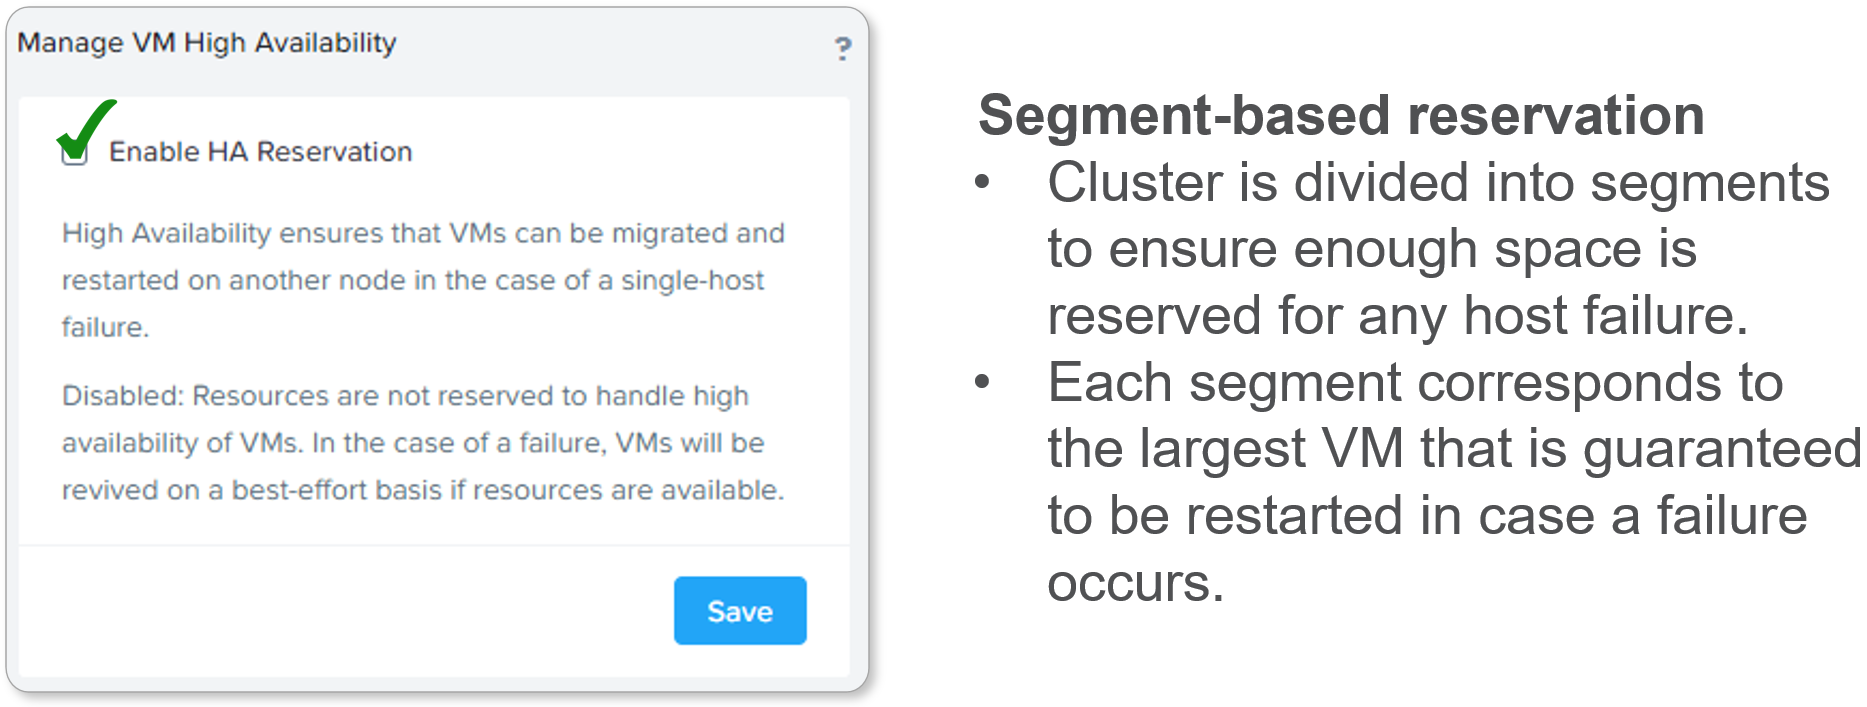 Manage VM High Availability
?
Enable HA Reservation
High Availability ensures that VMs can be migrated and
restarted on another node in the case of a single-host
failure.
Disabled: Resources are not reserved to handle high
availability of VMs. In the case of a failure, VMs will be
revived on a best-effort basis if resources are available.
Save
Segment-based reservation
• Cluster is divided into segments
to ensure enough space is
reserved for any host failure.
• Each segment corresponds to
the largest VM that is guaranteed
to be restarted in case a failure
occurs.